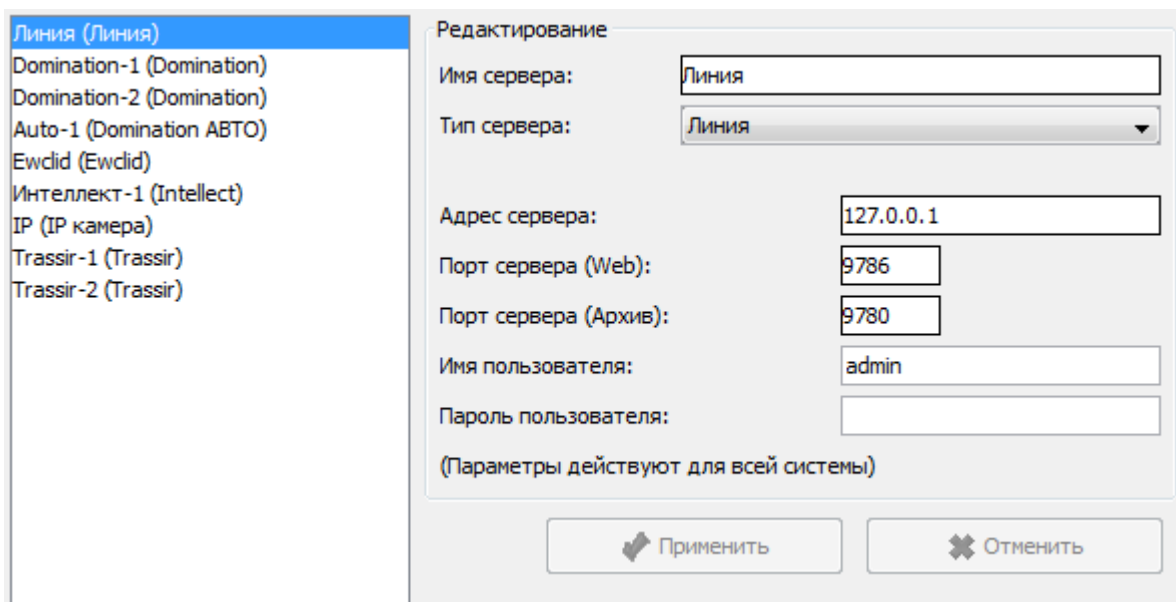 Линия (Линия)
Domination-1 (Domination)
Domination-2 (Domination)
Auto-1 (Domination АВТО)
Ewclid (Ewclid)
Интеллект-1 (Intellect)
IP (IP камера)
Trassir-1 (Trassir)
Trassir-2 (Trassir)
Редактирование
Имя сервера: Линия
Тип сервера: Линия
Адрес сервера: 127.0.0.1
Порт сервера (Web): 9786
Порт сервера (Архив): 9780
Имя пользователя: admin
Пароль пользователя:
(Параметры действуют для всей системы)
Применить Отменить